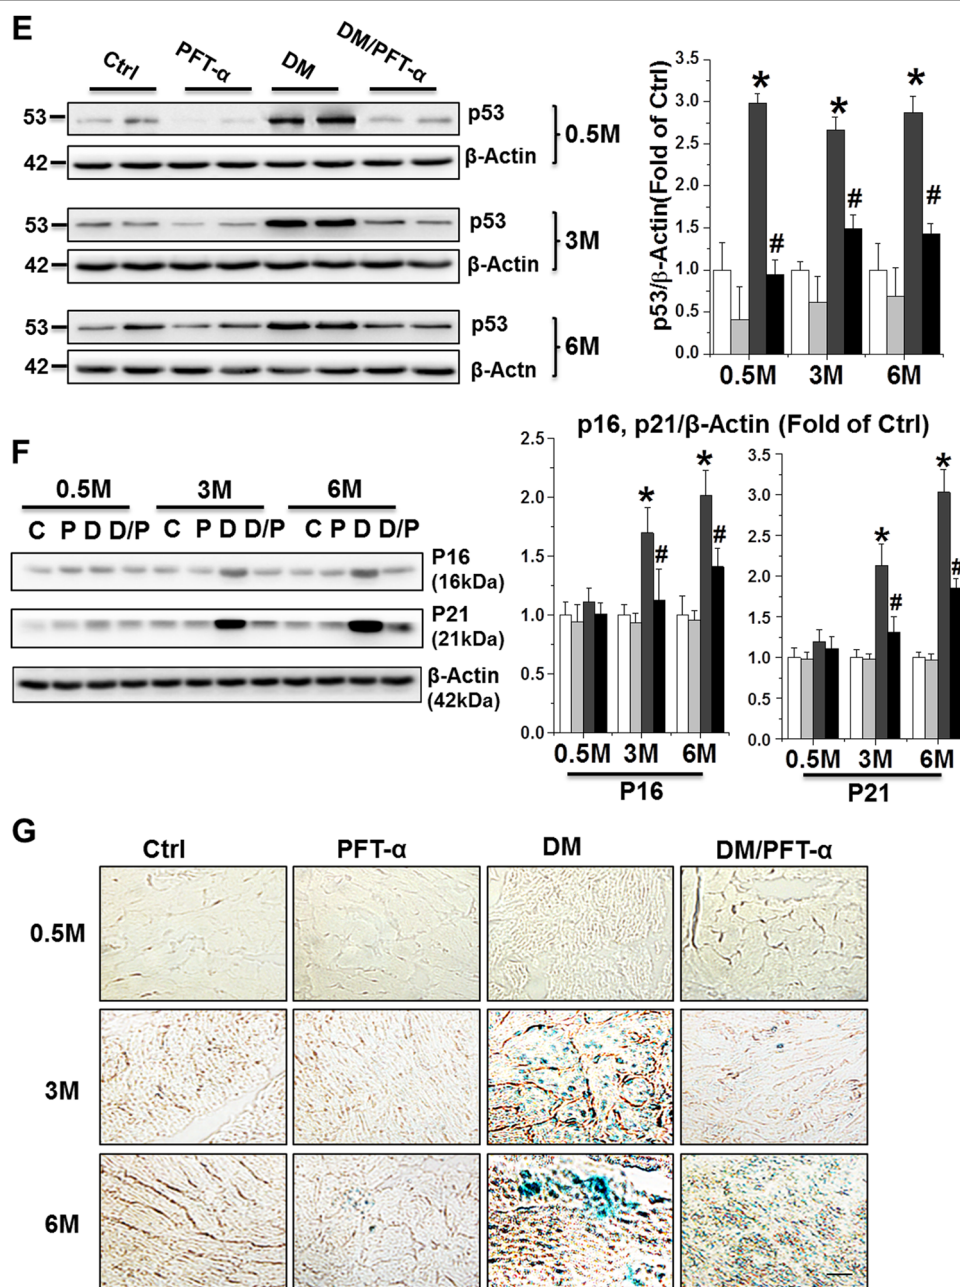 E
Ctrl PFT-α DM DM/PFT-α
53 p53
42 β-Actin
0.5M
53 p53
42 β-Actin
3M
53 p53
42 β-Actn
6M
p53/β-Actin(Fold of Ctrl)
3.5
3.0
2.5
2.0
1.5
1.0
0.5
0.0
* * *
# # #
0.5M 3M 6M
F
0.5M 3M 6M
C P D D/P C P D D/P C P D D/P
P16
(16kDa)
P21
(21kDa)
β-Actin
(42kDa)
p16, p21/β-Actin (Fold of Ctrl)
2.5
2.0
1.5
1.0
0.5
0.0
* *
# #
0.5M 3M 6M
P16
3.5
3.0
2.5
2.0
1.5
1.0
0.5
0.0
* *
# #
0.5M 3M 6M
P21
G
Ctrl PFT-α DM DM/PFT-α
0.5M
3M
6M